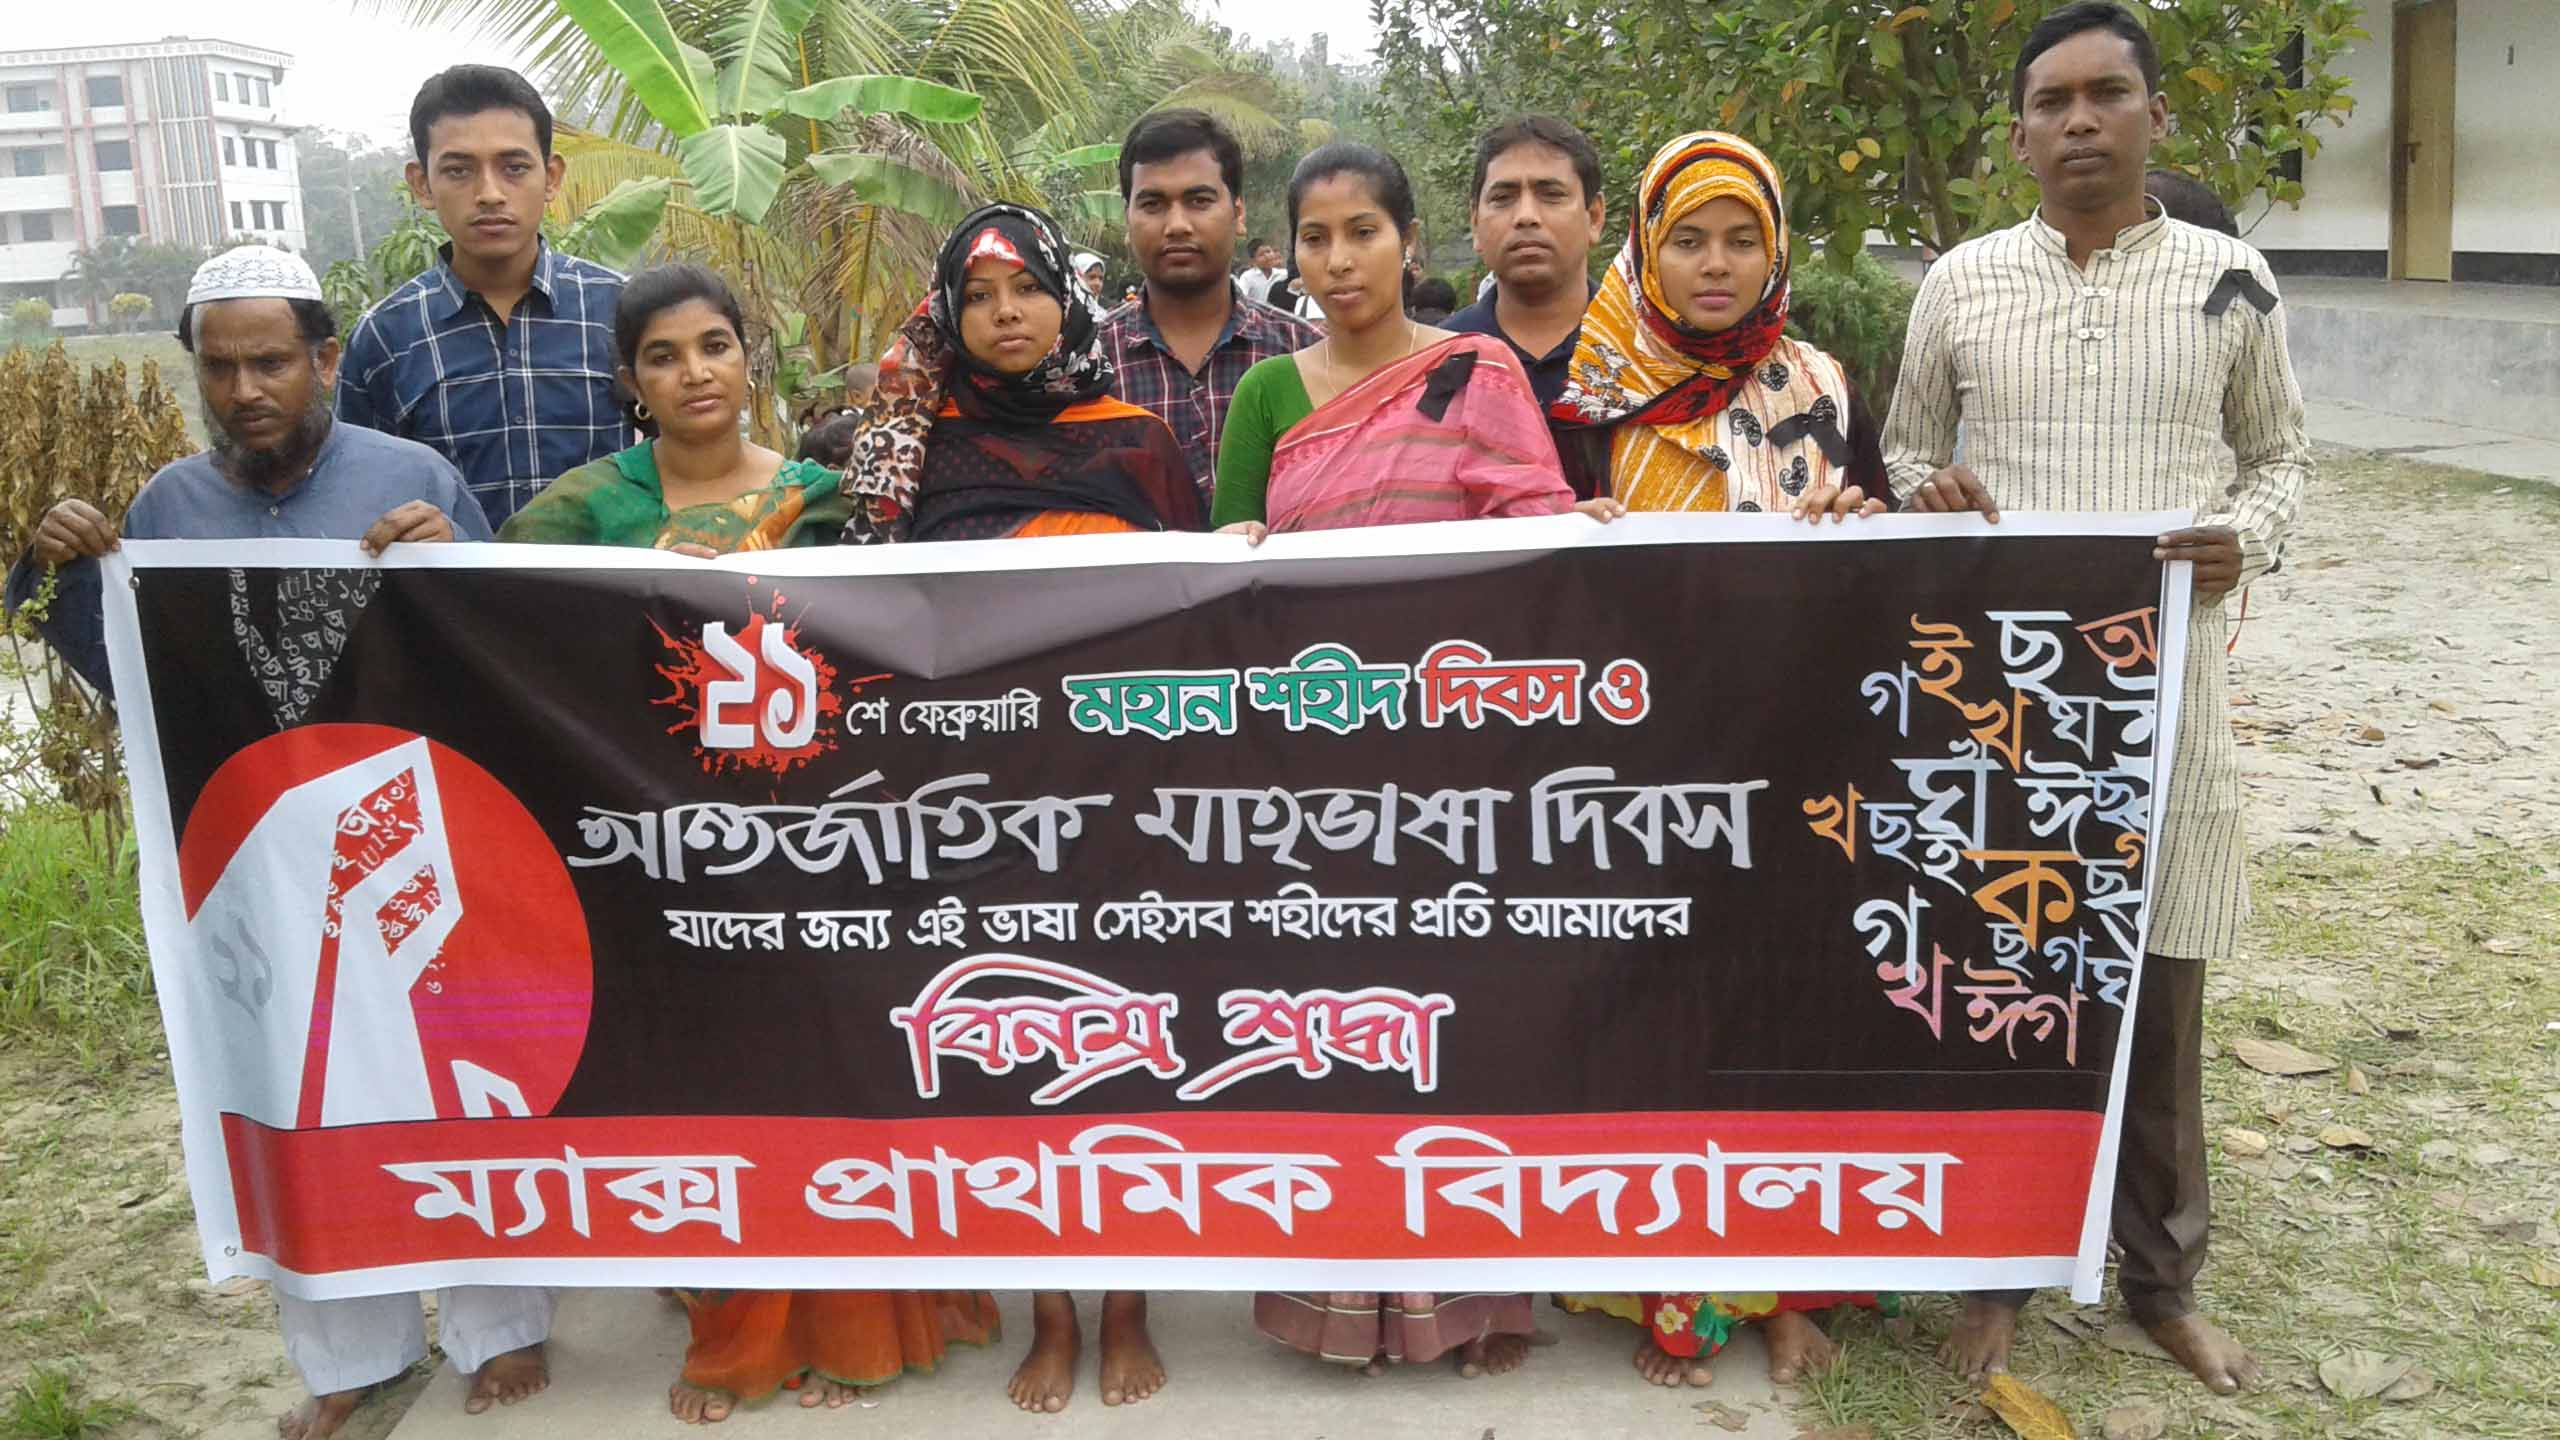 ২১ শে ফেব্রুয়ারি মহান শহীদ দিবস ও
আন্তর্জাতিক মাতৃভাষা দিবস
যাদের জন্য এই ভাষা সেইসব শহীদের প্রতি আমাদের
বিনম্র শ্রদ্ধা
ম্যাক্স প্রাথমিক বিদ্যালয়